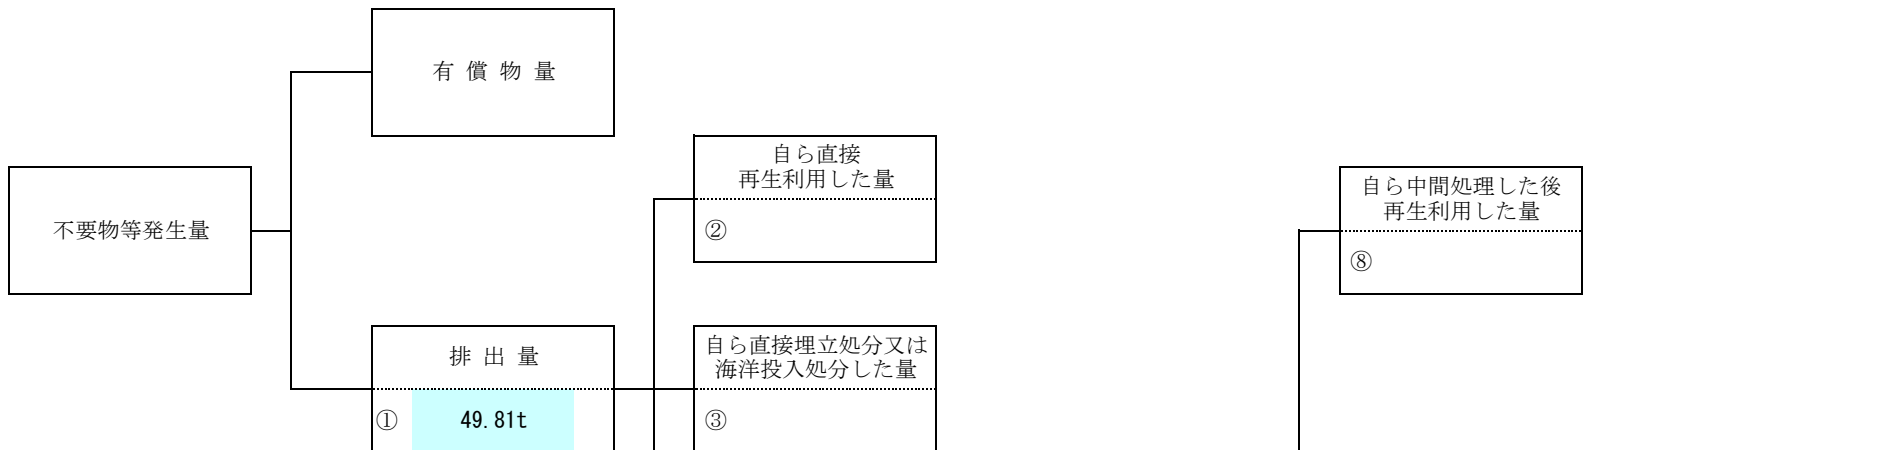 有 償 物 量
自ら直接
再生利用した量
②
自ら中間処理した後
再生利用した量
⑧
不要物等発生量
排 出 量
① 49.81t
自ら直接埋立処分又は
海洋投入処分した量
③